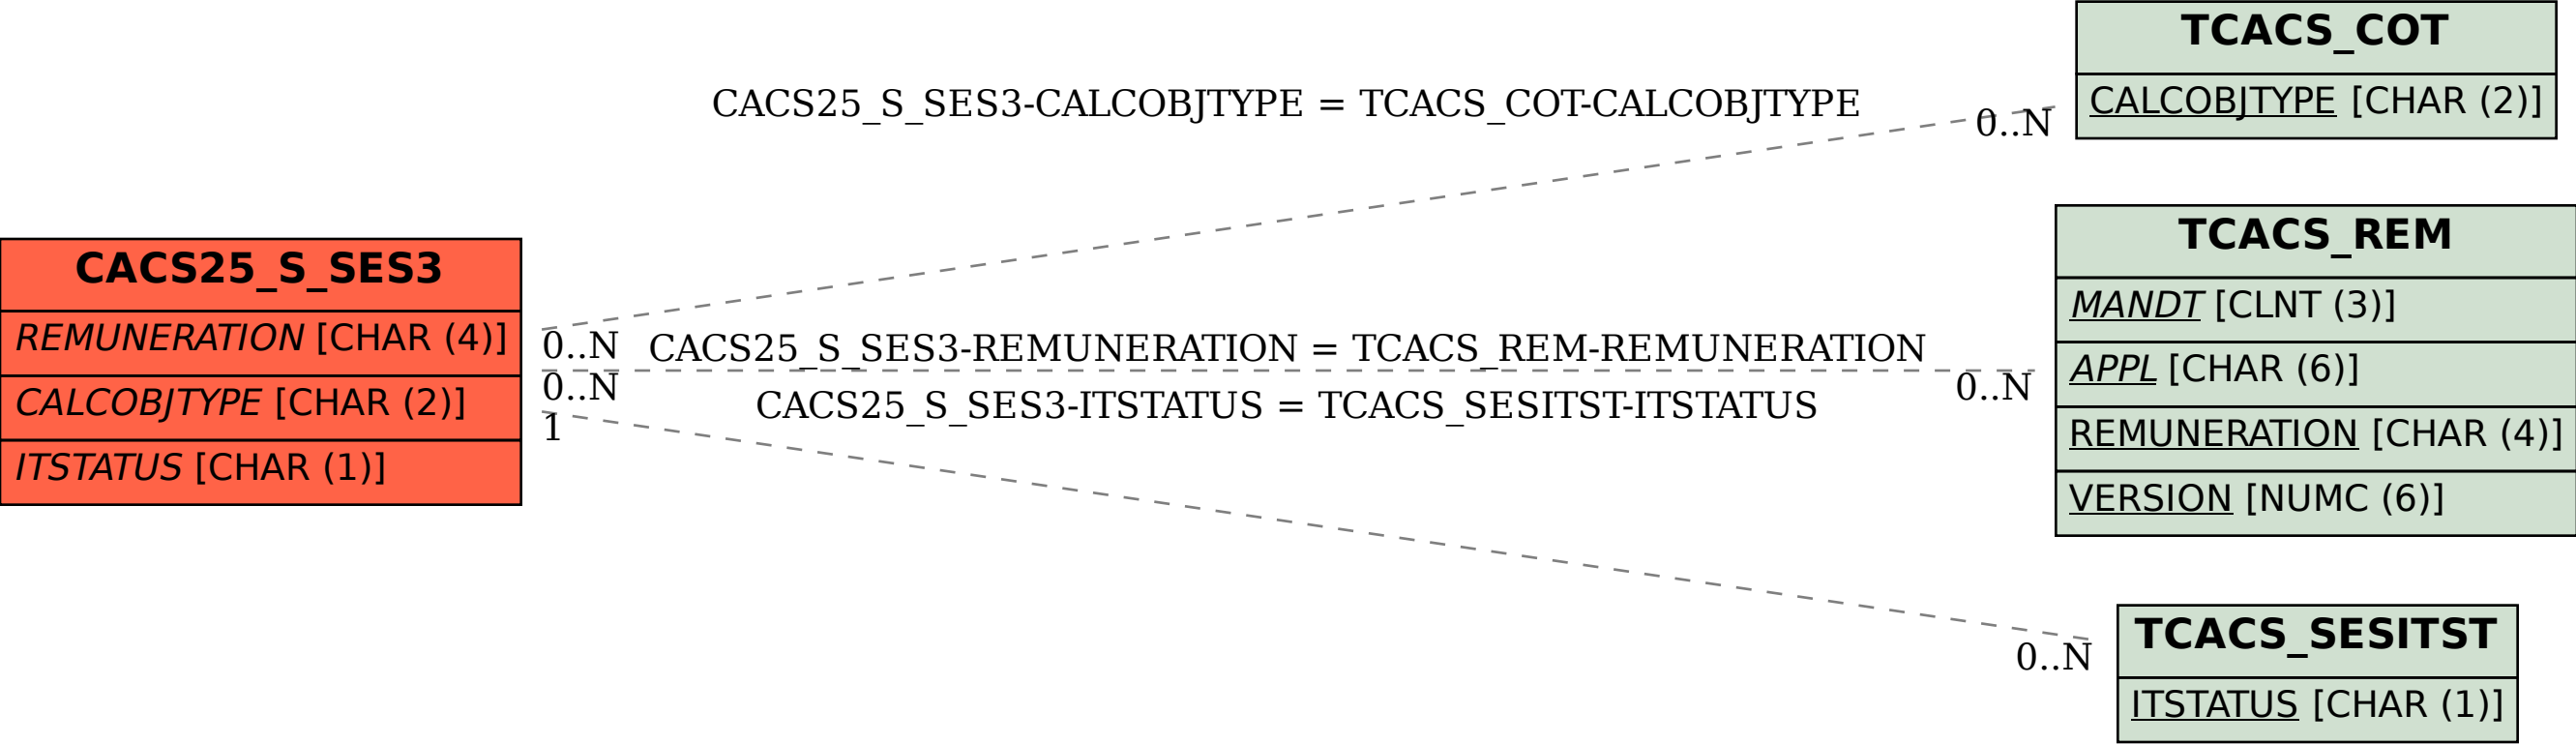 TCACS_COT
CALCOBJTYPE [CHAR (2)]
CACS25_S_SES3-CALCOBJTYPE = TCACS_COT-CALCOBJTYPE
0..N
TCACS_REM
MANDT [CLNT (3)]
APPL [CHAR (6)]
REMUNERATION [CHAR (4)]
VERSION [NUMC (6)]
CACS25_S_SES3
REMUNERATION [CHAR (4)]
CALCOBJTYPE [CHAR (2)]
ITSTATUS [CHAR (1)]
0..N
CACS25_S_SES3-REMUNERATION = TCACS_REM-REMUNERATION
0..N
0..N
CACS25_S_SES3-ITSTATUS = TCACS_SESITST-ITSTATUS
1
0..N
TCACS_SESITST
ITSTATUS [CHAR (1)]